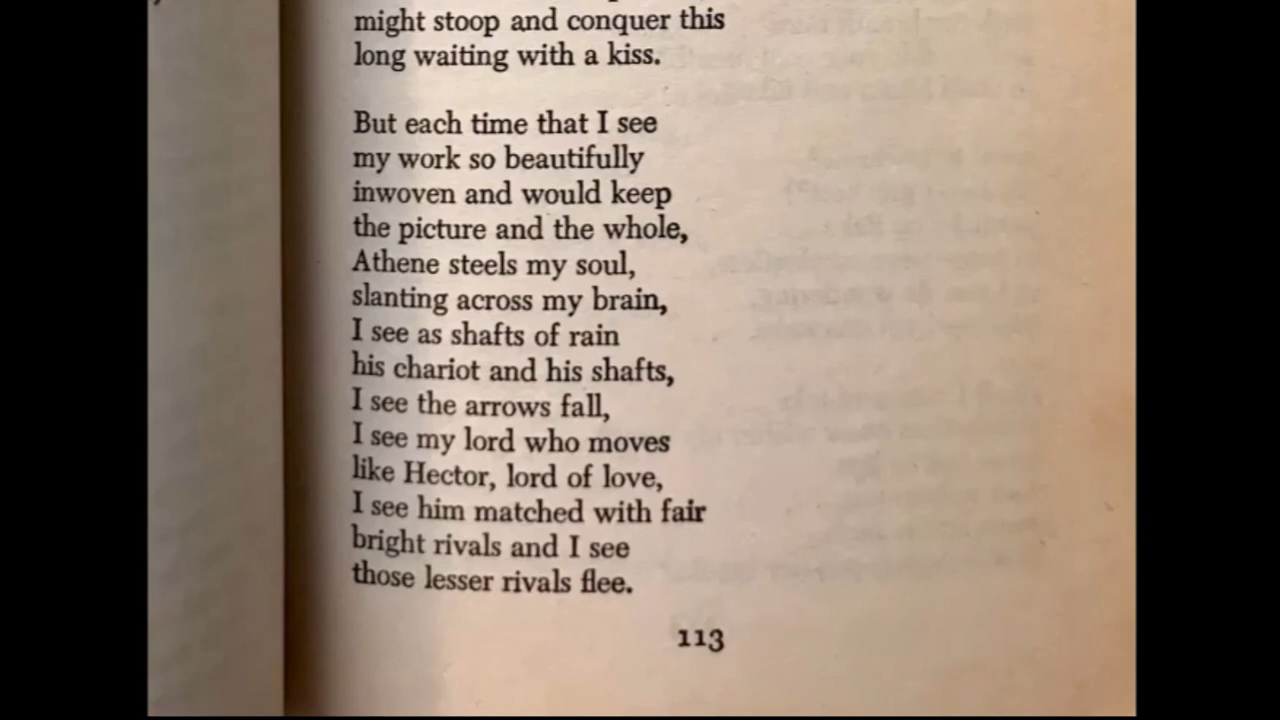 might stoop and conquer this
long waiting with a kiss.
But each time that I see
my work so beautifully
inwoven and would keep
the picture and the whole,
Athene steels my soul,
slanting across my brain,
I see as shafts of rain
his chariot and his shafts,
I see the arrows fall,
I see my lord who moves
like Hector, lord of love,
I see him matched with fair
bright rivals and I see
those lesser rivals flee.
113